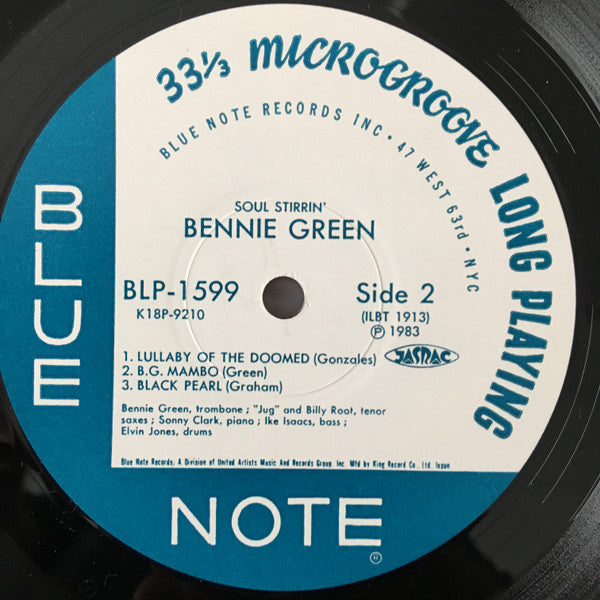 33⅓ MICROGROOVE LONG PLAYING
BLUE NOTE RECORDS INC • 47 WEST 63rd • NYC
BLUE
SOUL STIRRIN'
BENNIE GREEN
BLP-1599
K18P-9210
Side 2
(ILBT 1913)
Ⓟ 1983
JASRAC
1. LULLABY OF THE DOOMED (Gonzales)
2. B.G. MAMBO (Green)
3. BLACK PEARL (Graham)
Bennie Green, trombone ; "Jug" and Billy Root, tenor
saxes ; Sonny Clark, piano ; Ike Isaacs, bass ;
Elvin Jones, drums
Blue Note Records, A Division of United Artists Music And Records Group, Inc. Mfg by King Record Co., Ltd. Japan
NOTE
®